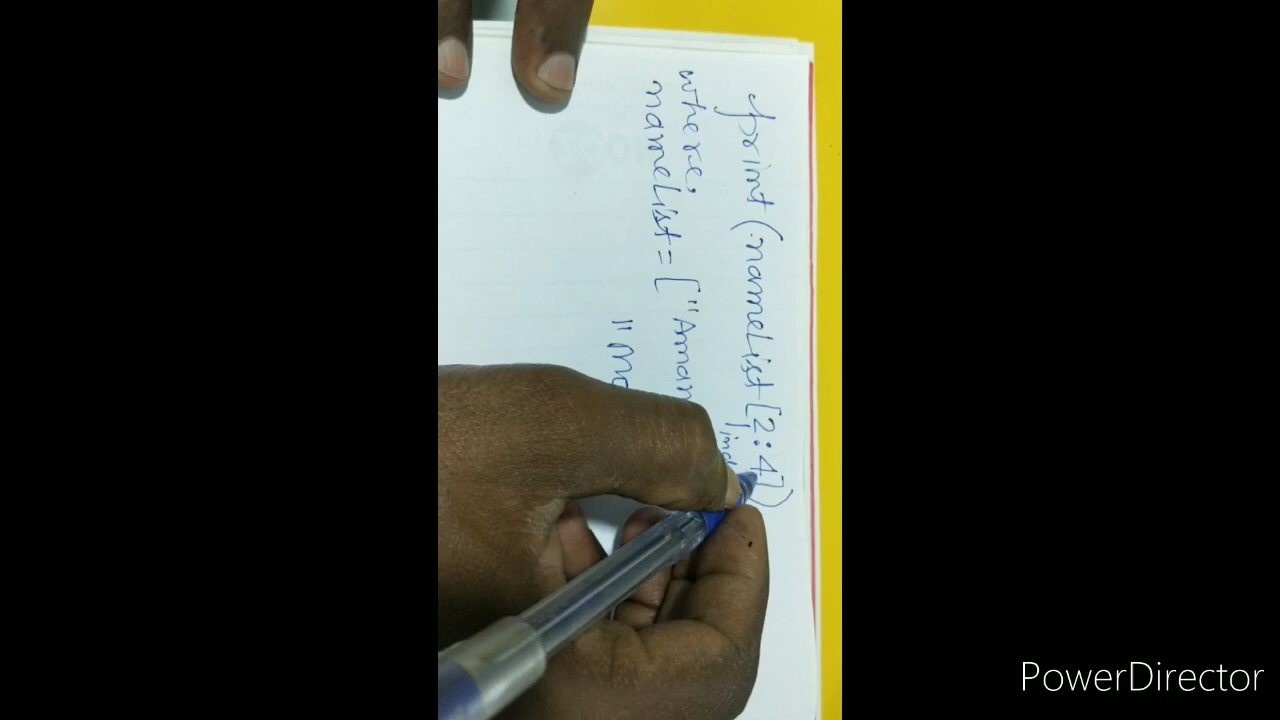 print(nameList[2:4])
where,
nameList = ["Aman
PowerDirector